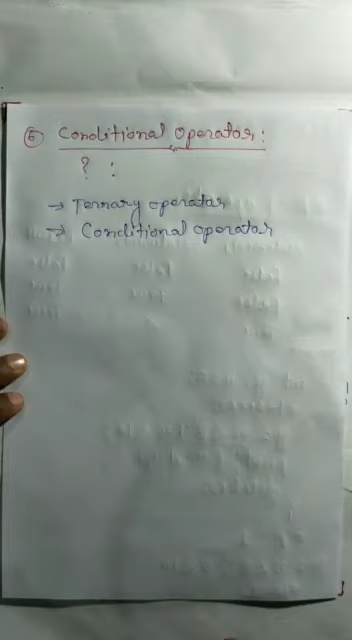 ⑥ Conditional operator:
? :
→ Ternary operator
→ Conditional operator